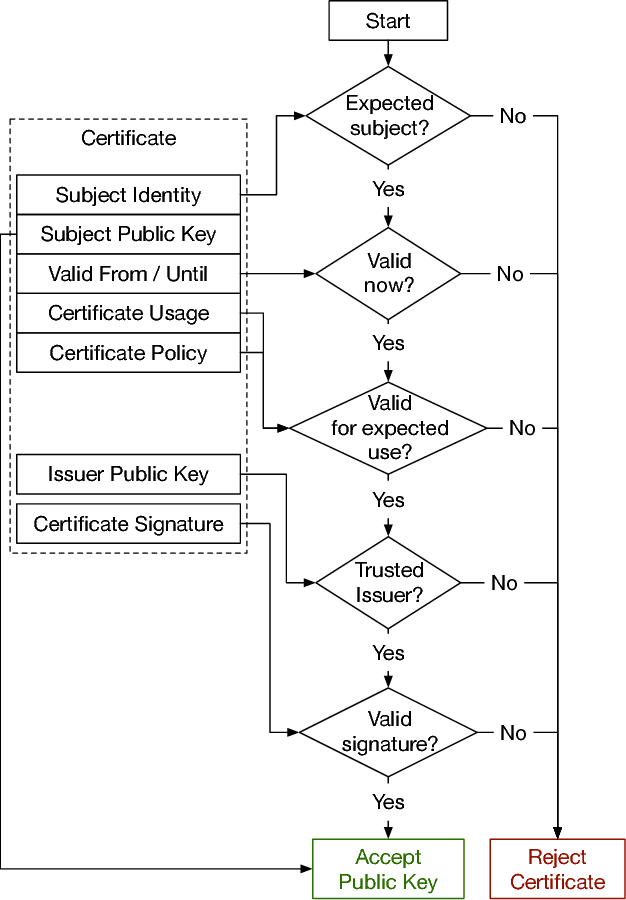 Start
Expected
subject?
No
Certificate
Subject Identity
Yes
Subject Public Key
Valid From / Until
Valid
now?
No
Certificate Usage
Certificate Policy
Yes
Valid
for expected
use?
No
Issuer Public Key
Yes
Certificate Signature
Trusted
Issuer?
No
Yes
Valid
signature?
No
Yes
Accept
Public Key
Reject
Certificate